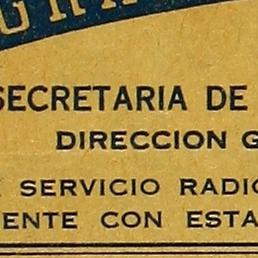 SECRETARIA DE
DIRECCION G
SERVICIO RADIO
ENTE CON ESTA